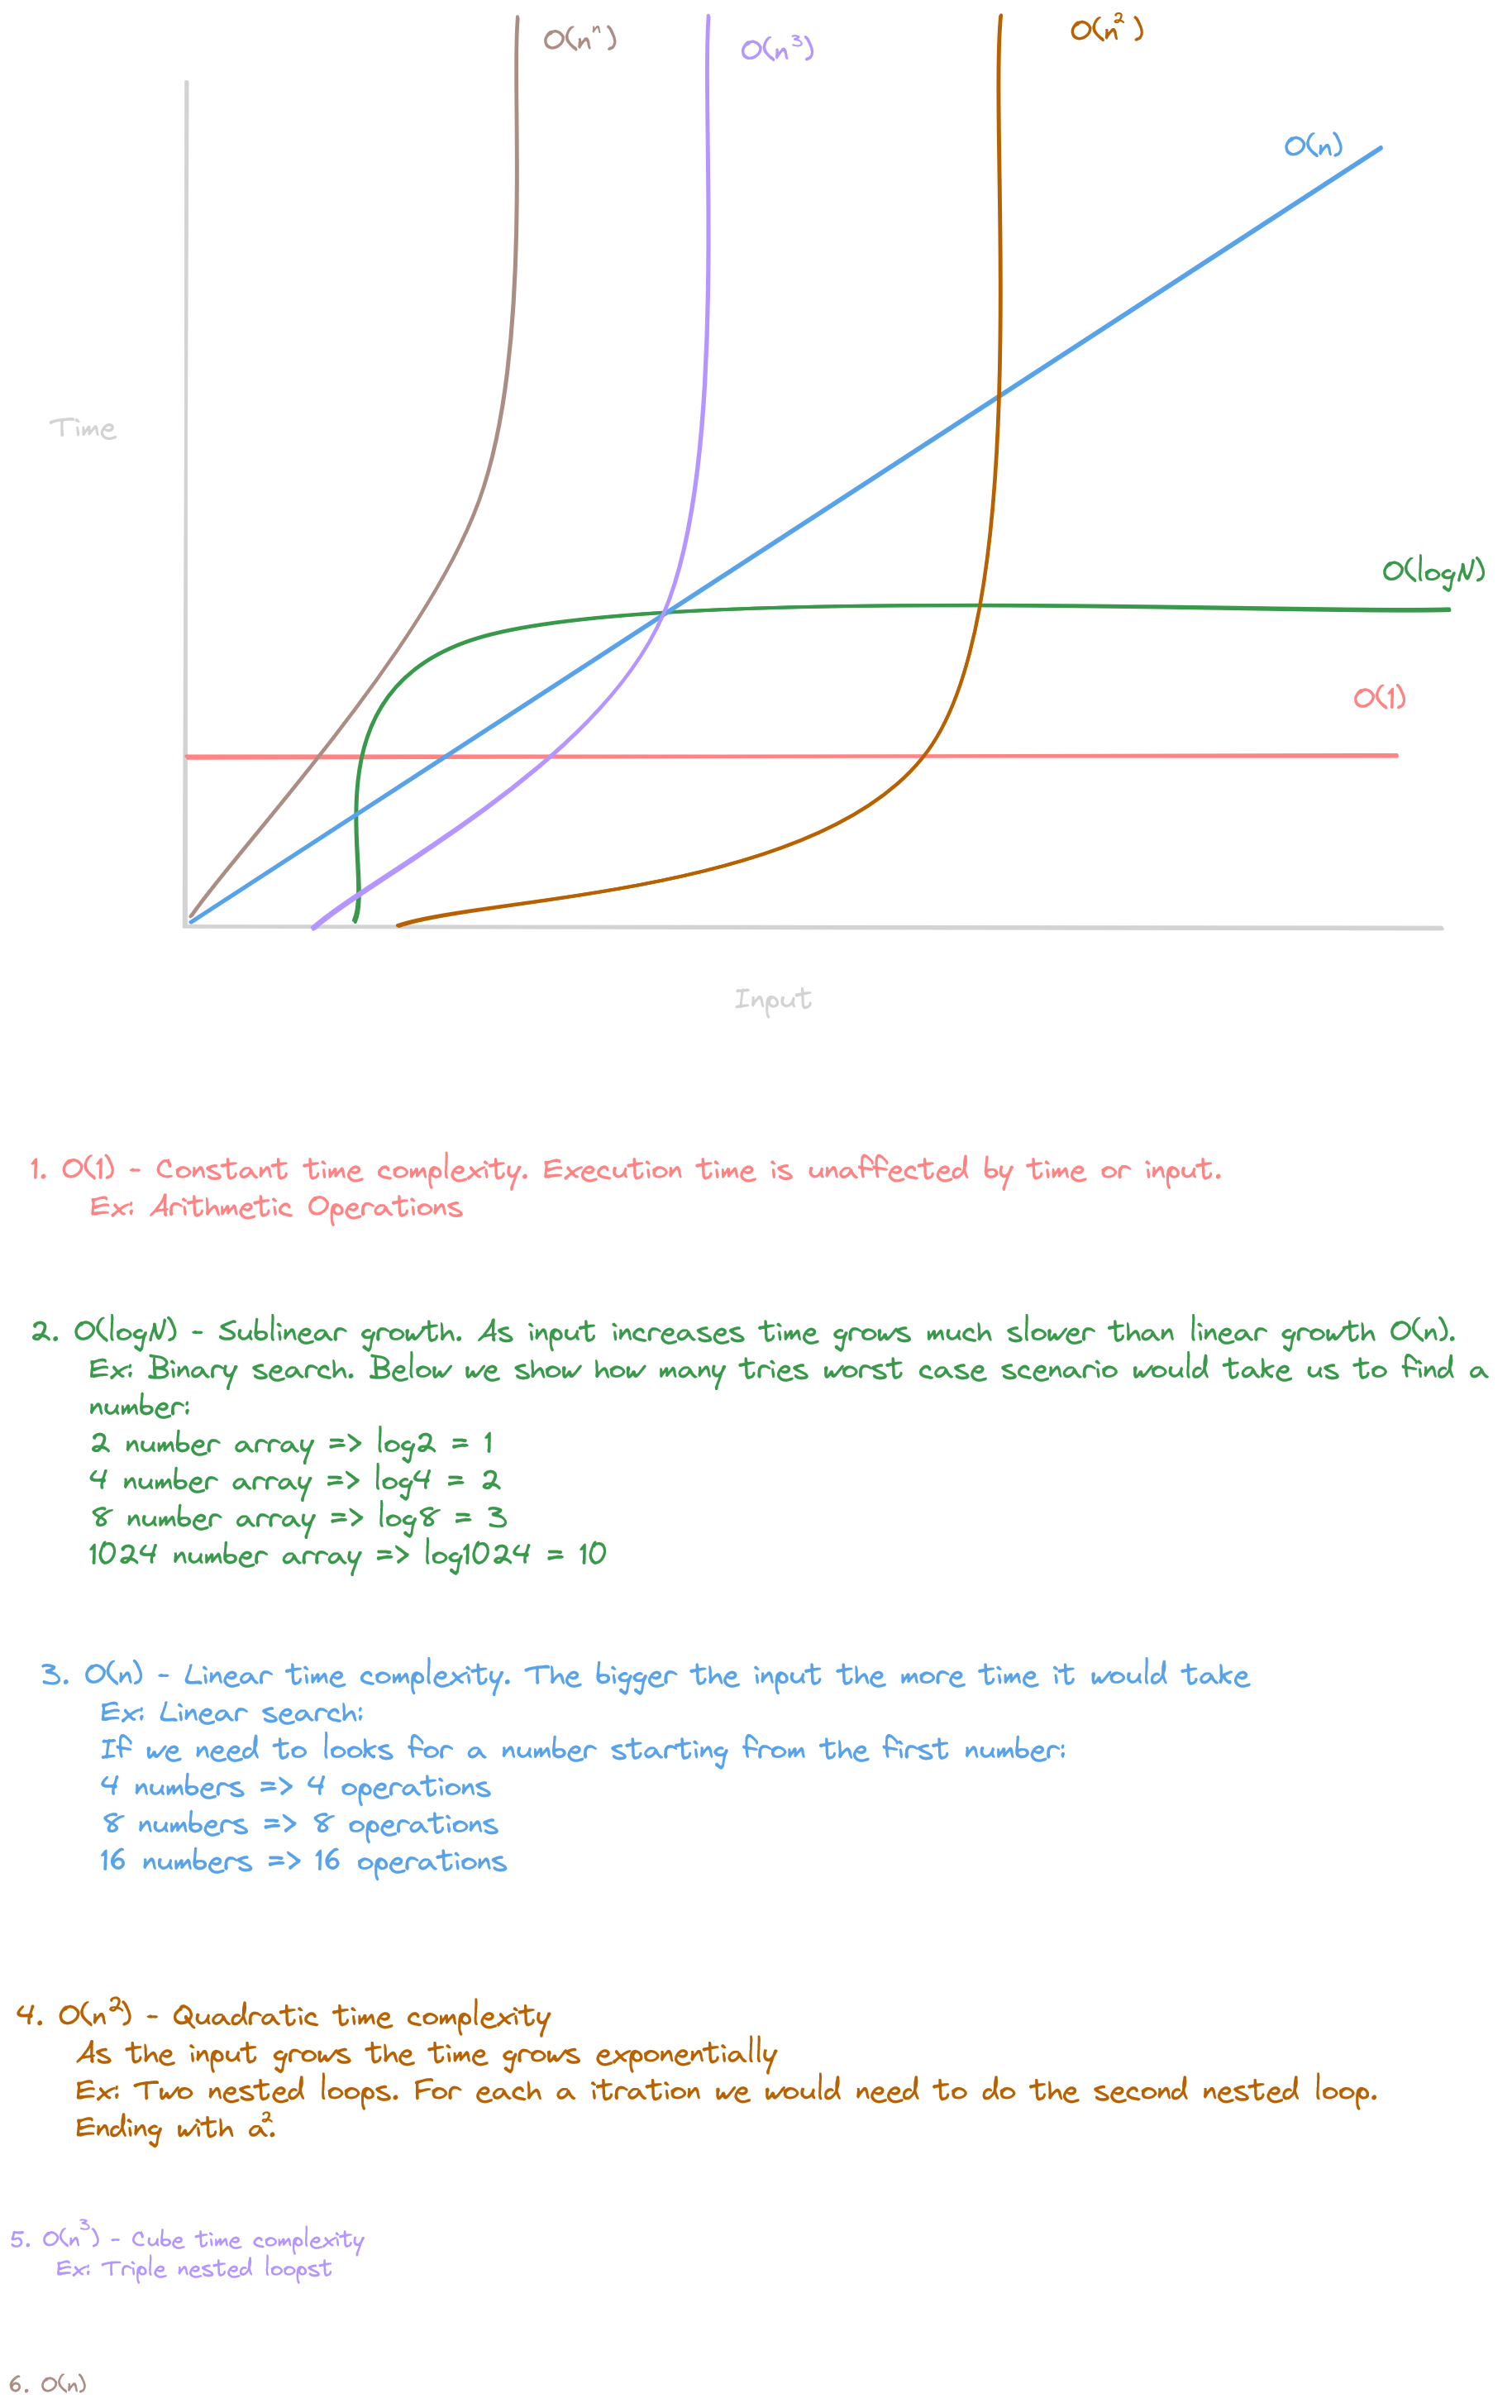 O(nⁿ)
O(n³)
O(n²)
O(n)
Time
O(logN)
O(1)
Input
1. O(1) - Constant time complexity. Execution time is unaffected by time or input.
Ex: Arithmetic Operations
2. O(logN) - Sublinear growth. As input increases time grows much slower than linear growth O(n).
Ex: Binary search. Below we show how many tries worst case scenario would take us to find a
number:
2 number array => log2 = 1
4 number array => log4 = 2
8 number array => log8 = 3
1024 number array => log1024 = 10
3. O(n) - Linear time complexity. The bigger the input the more time it would take
Ex: Linear search:
If we need to looks for a number starting from the first number:
4 numbers => 4 operations
8 numbers => 8 operations
16 numbers => 16 operations
4. O(n²) - Quadratic time complexity
As the input grows the time grows exponentially
Ex: Two nested loops. For each a itration we would need to do the second nested loop.
Ending with a².
5. O(n³) - Cube time complexity
Ex: Triple nested loopst
6. O(n)